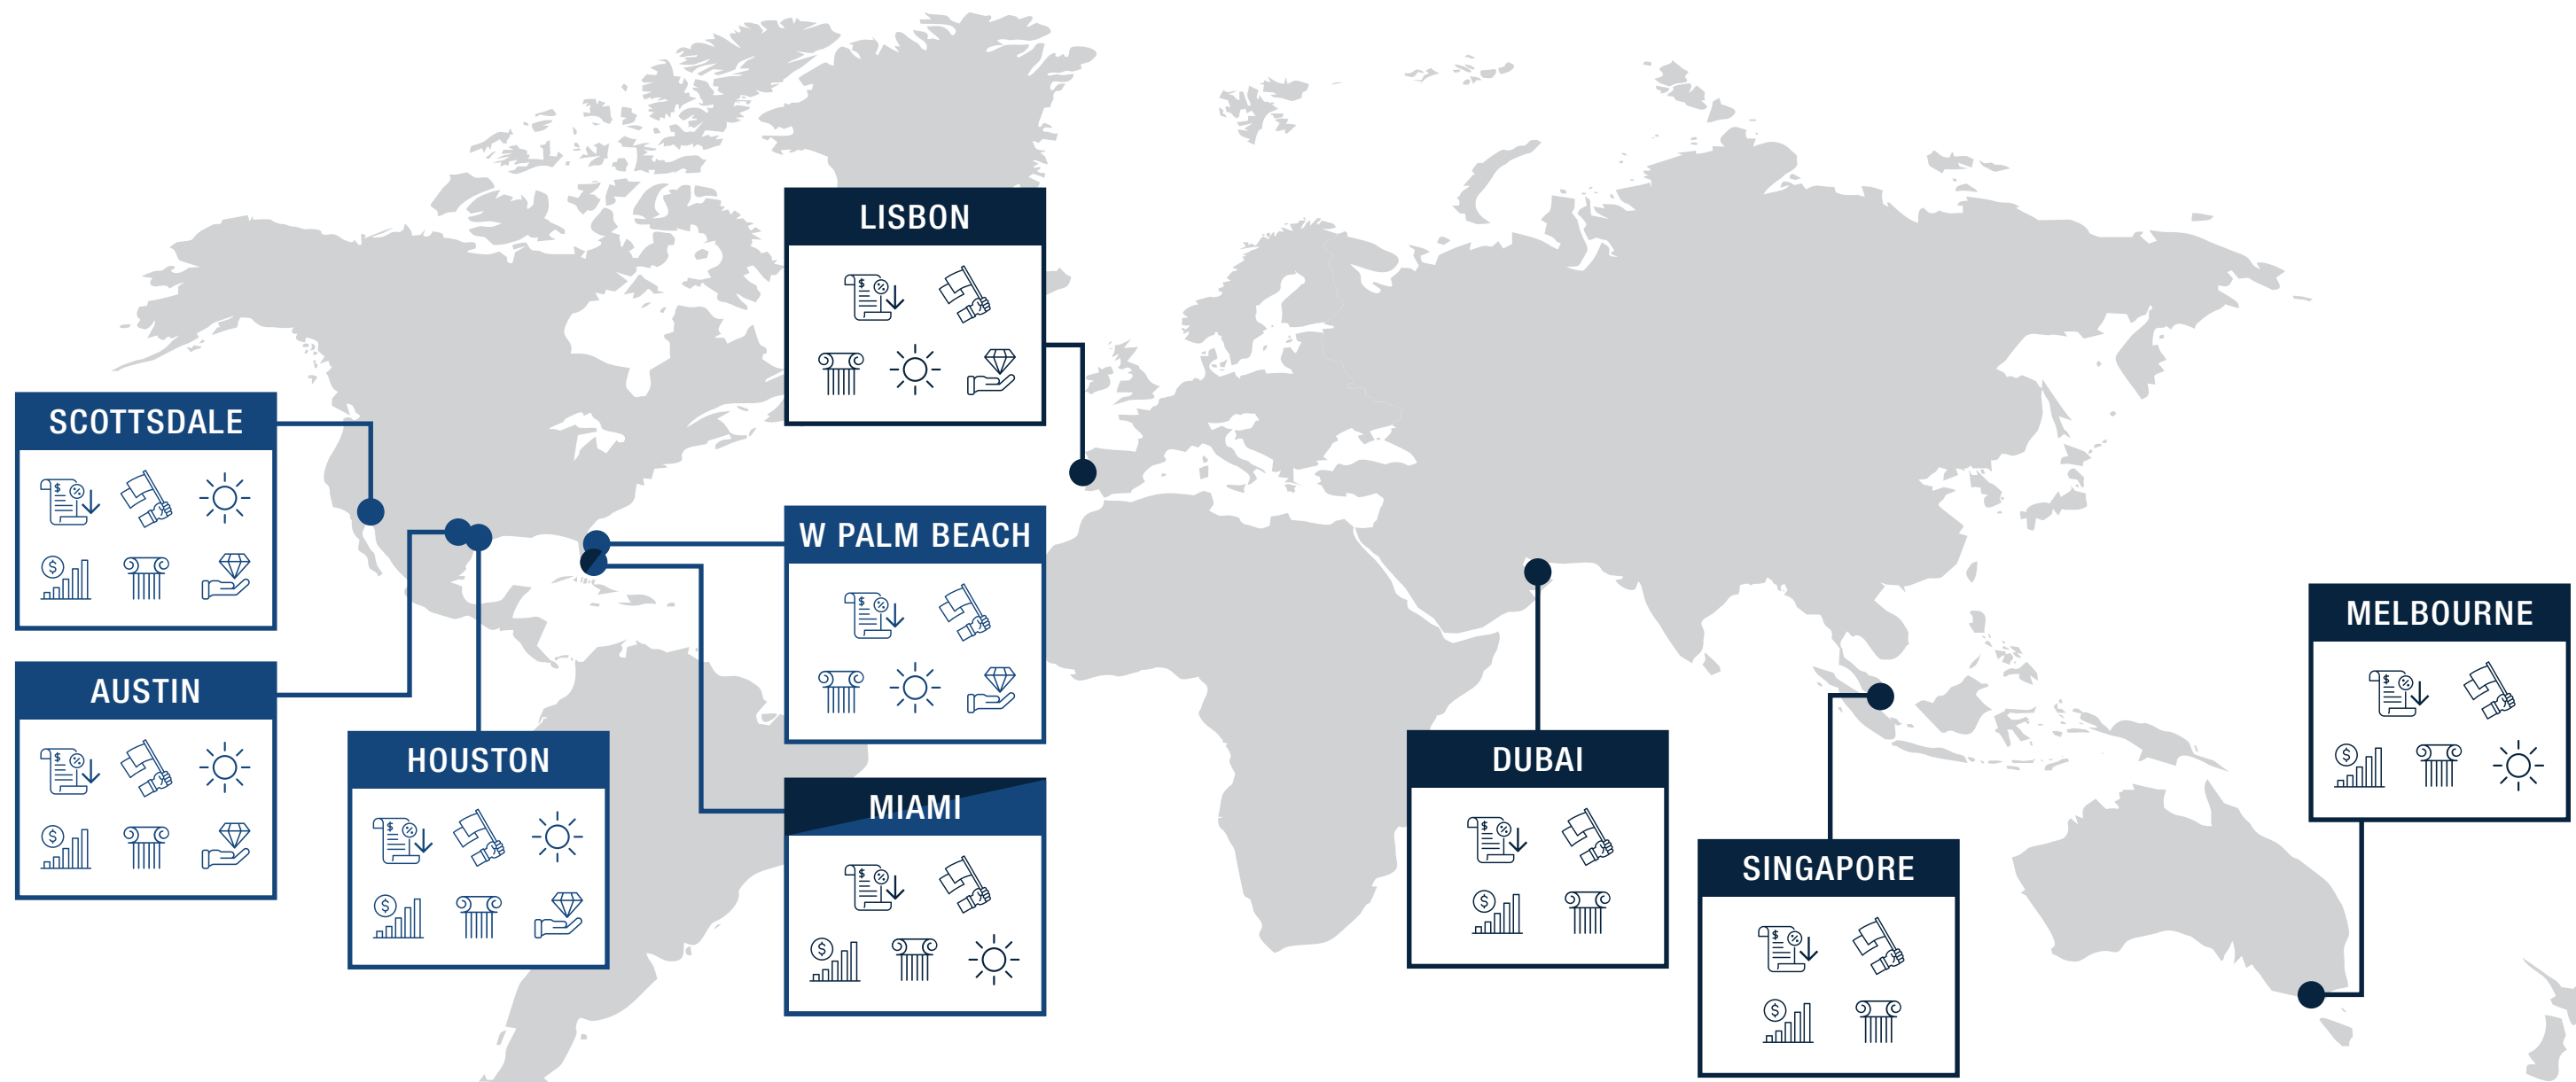 LISBON
SCOTTSDALE
W PALM BEACH
AUSTIN
HOUSTON
MIAMI
DUBAI
SINGAPORE
MELBOURNE